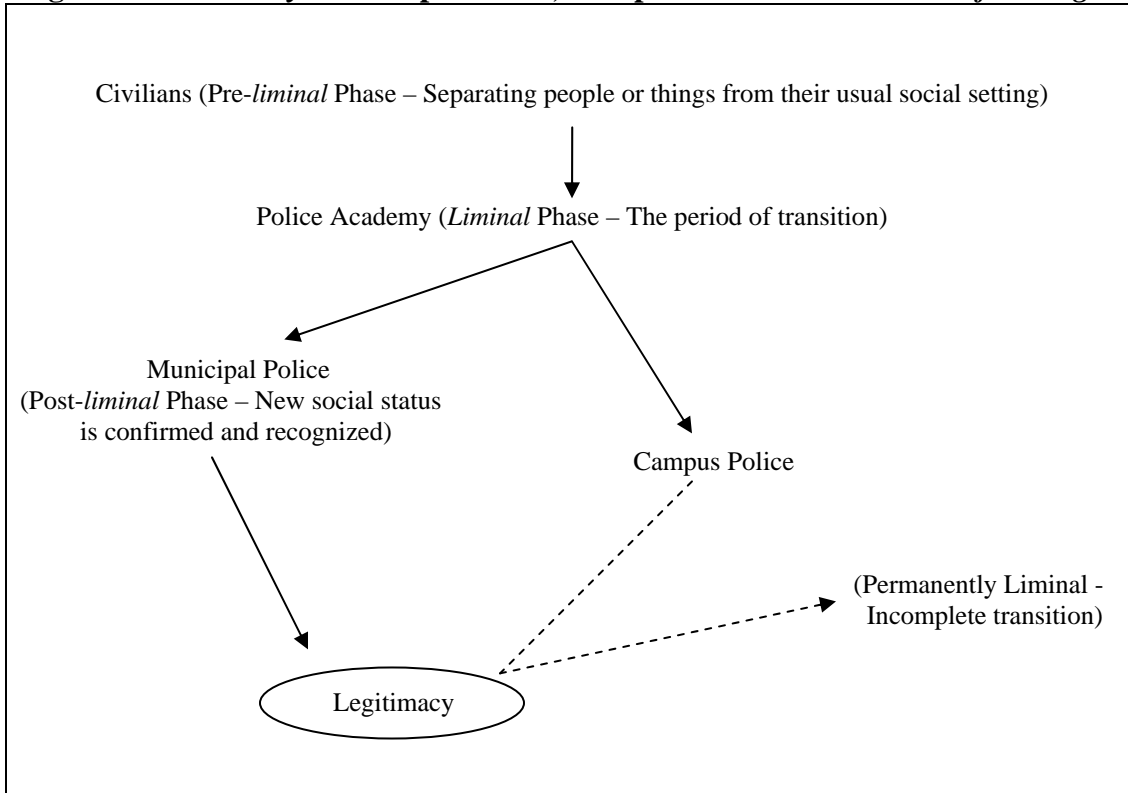 Civilians (Pre-liminal Phase – Separating people or things from their usual social setting)
Police Academy (Liminal Phase – The period of transition)
Municipal Police
(Post-liminal Phase – New social status
is confirmed and recognized)
Campus Police
(Permanently Liminal -
Incomplete transition)
Legitimacy